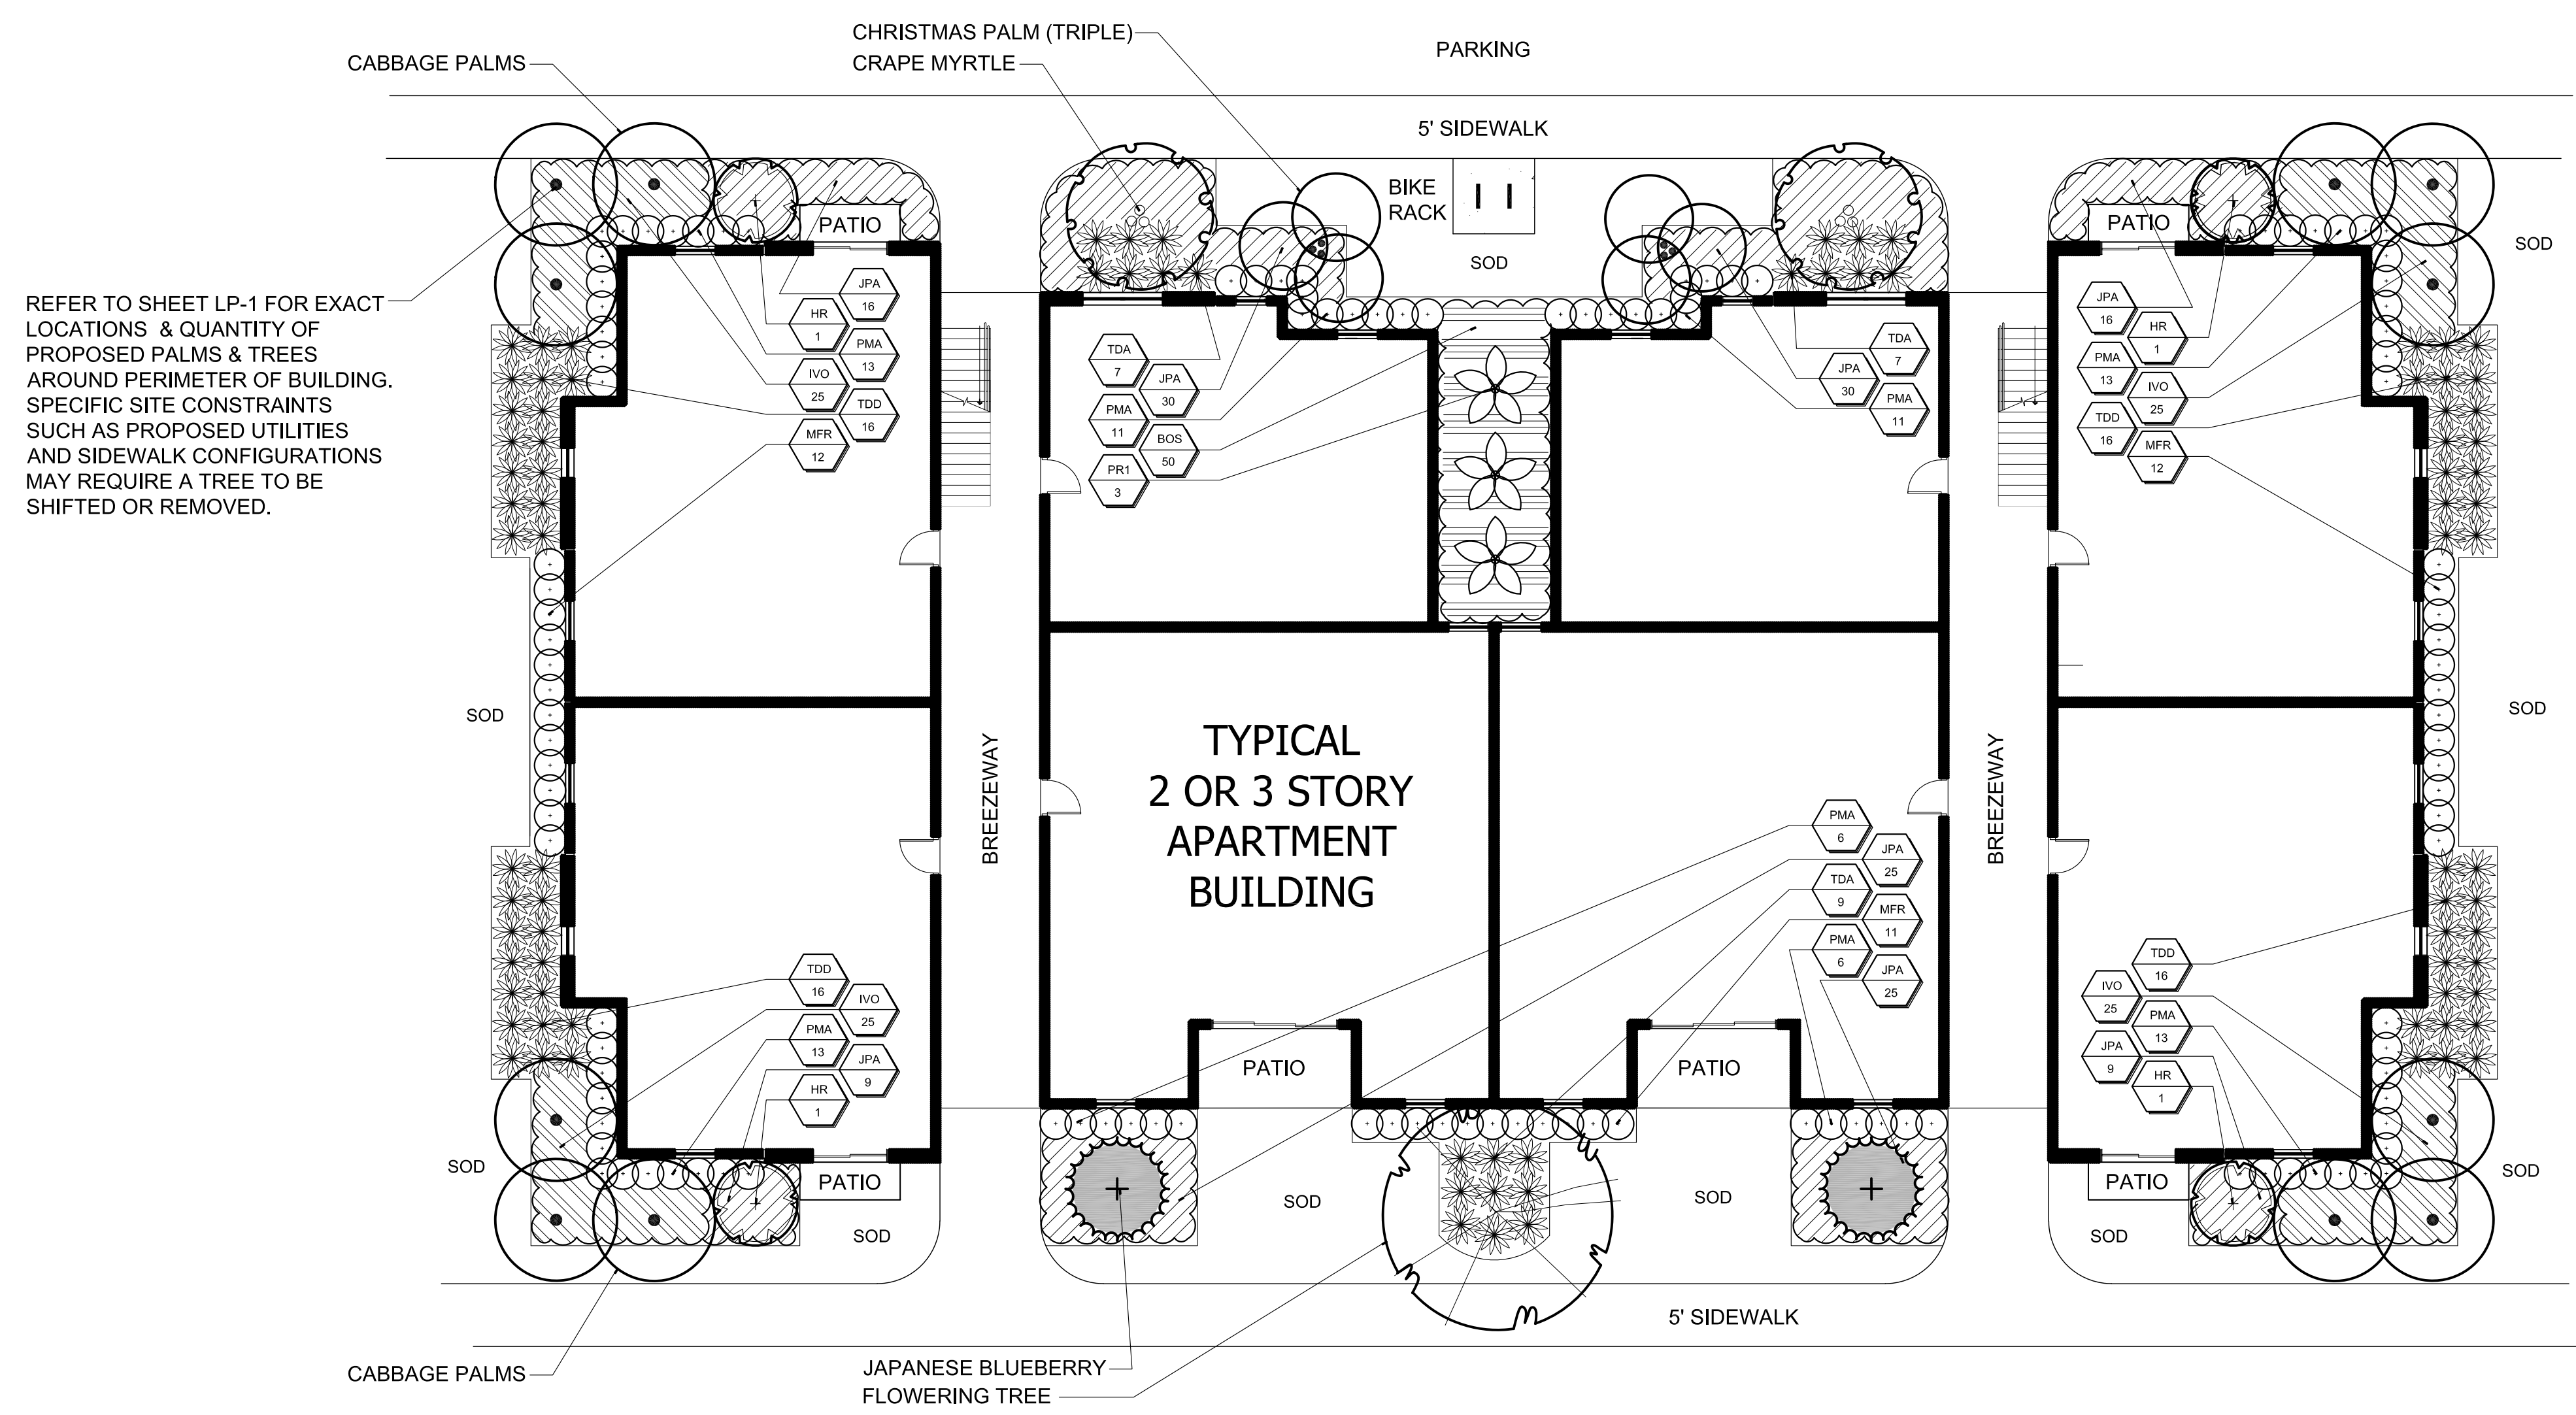 CHRISTMAS PALM (TRIPLE)
CRAPE MYRTLE
CABBAGE PALMS
PARKING
5' SIDEWALK
BIKE
RACK
SOD
PATIO
PATIO
SOD
REFER TO SHEET LP-1 FOR EXACT
LOCATIONS & QUANTITY OF
PROPOSED PALMS & TREES
AROUND PERIMETER OF BUILDING.
SPECIFIC SITE CONSTRAINTS
SUCH AS PROPOSED UTILITIES
AND SIDEWALK CONFIGURATIONS
MAY REQUIRE A TREE TO BE
SHIFTED OR REMOVED.
JPA
16
HR
1
PMA
13
IVO
25
TDD
16
MFR
12
TDA
7
JPA
30
PMA
11
BOS
50
PR1
3
TDA
7
JPA
30
PMA
11
JPA
16
HR
1
PMA
13
IVO
25
TDD
16
MFR
12
SOD
SOD
BREEZEWAY
BREEZEWAY
TYPICAL
2 OR 3 STORY
APARTMENT
BUILDING
PMA
6
JPA
25
TDA
9
MFR
11
PMA
6
JPA
25
TDD
16
IVO
25
PMA
13
JPA
9
HR
1
TDD
16
IVO
25
PMA
13
JPA
9
HR
1
PATIO
PATIO
SOD
PATIO
SOD
SOD
SOD
PATIO
SOD
SOD
SOD
5' SIDEWALK
CABBAGE PALMS
JAPANESE BLUEBERRY
FLOWERING TREE